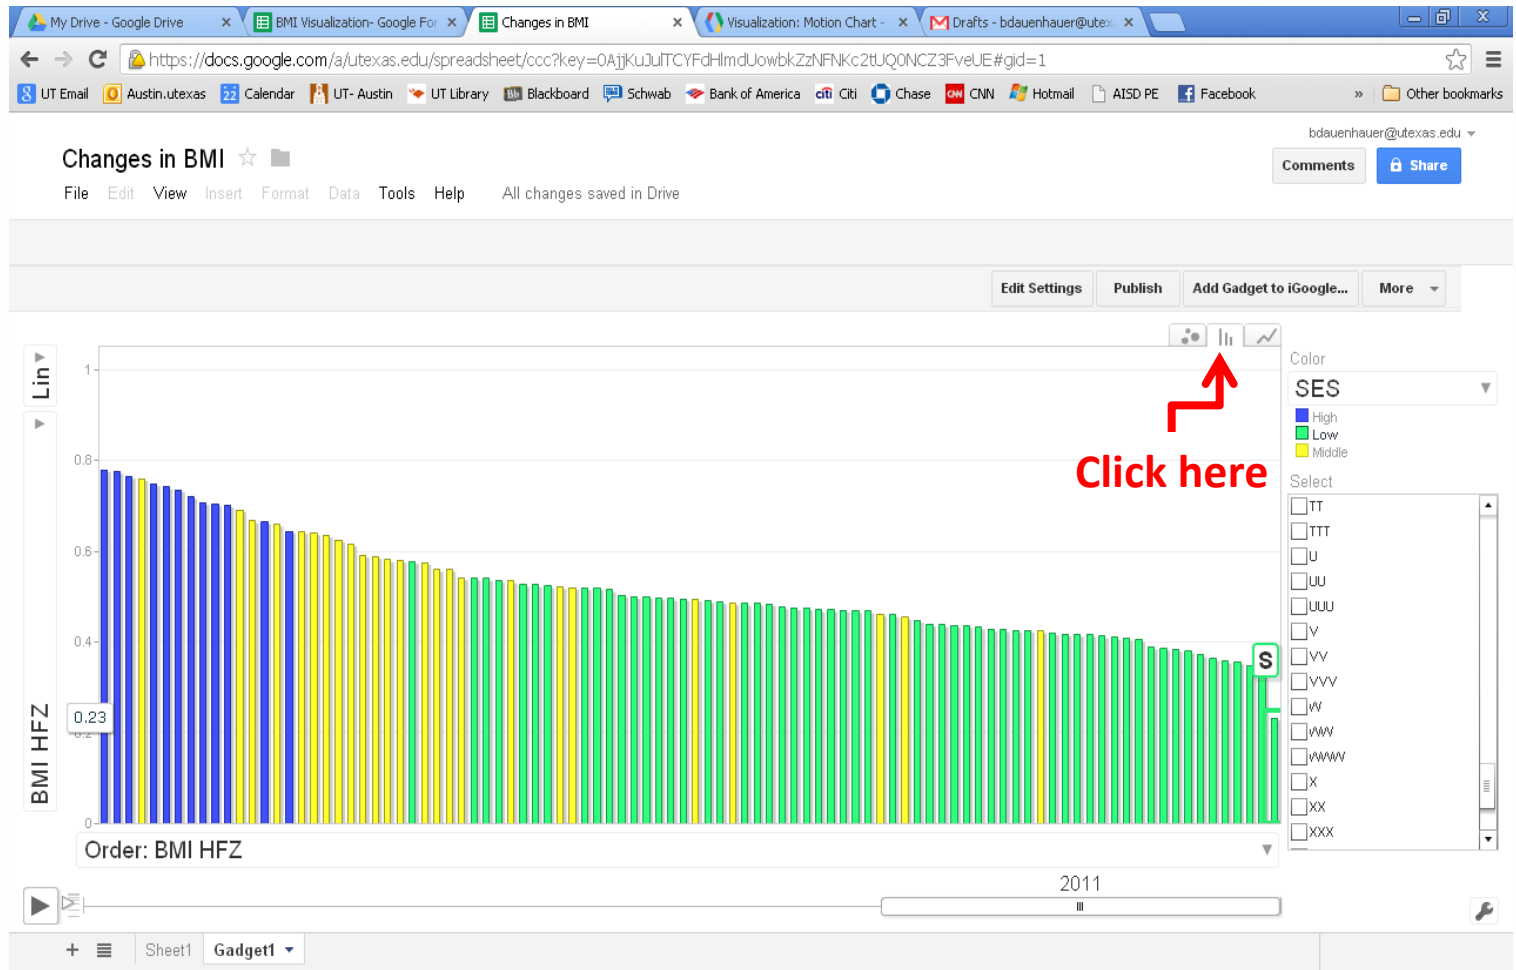 My Drive - Google Drive
BMI Visualization- Google For
Changes in BMI
Visualization: Motion Chart -
Drafts - bdauenhauer@utex
https://docs.google.com/a/utexas.edu/spreadsheet/ccc?key=0AjjKuJulTCYFdHlmdUowbkZzNFNKc2tUQ0NCZ3FveUE#gid=1
UT Email
Austin.utexas
22 Calendar
UT- Austin
UT Library
Bb Blackboard
Schwab
Bank of America
citi Citi
Chase
CNN CNN
Hotmail
AISD PE
Facebook
»
Other bookmarks
bdauenhauer@utexas.edu
Changes in BMI
Comments
Share
File Edit View Insert Format Data Tools Help All changes saved in Drive
Edit Settings
Publish
Add Gadget to iGoogle...
More
Lin
BMI HFZ
1
0.8
0.6
0.4
0.23
0.2
0
S
Click here
Order: BMI HFZ
2011
Color
SES
High
Low
Middle
Select
TT
TTT
U
UU
UUU
V
VV
VVV
W
WW
WWW
X
XX
XXX
+ Sheet1 Gadget1